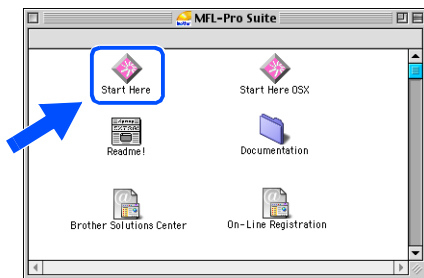 MFL-Pro Suite
Start Here
Start Here OSX
Readme!
Documentation
Brother Solutions Center
On-Line Registration